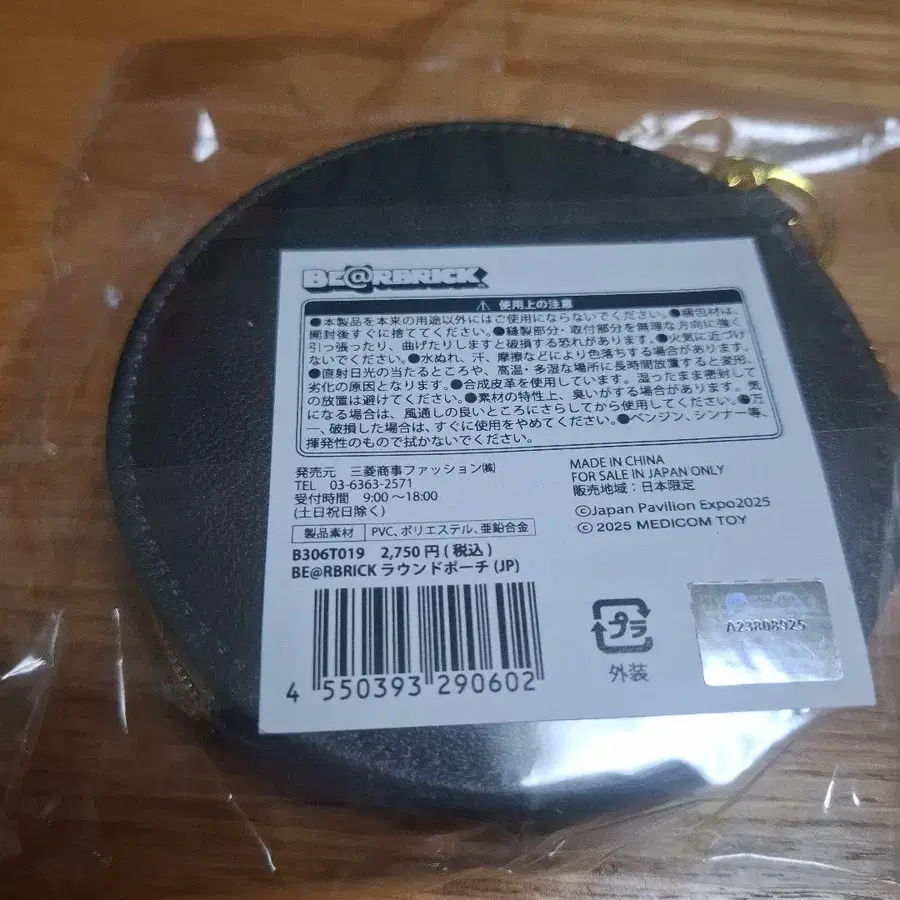 BE@RBRICK
⚠ 使用上の注意
●本製品を本来の用途以外にはご使用にならないでください。●梱包材は、
開封後すぐに捨ててください。●縫製部分・取付部分を無理な方向に強く
引っ張ったり、曲げたりしますと破損する恐れがあります。●火気に近づけ
ないでください。●水ぬれ、汗、摩擦などにより色落ちする場合があります。
●直射日光の当たるところや、高温・多湿な場所に長時間放置すると変形、
劣化の原因となります。●合成皮革を使用しています。湿ったまま密封して
の放置は避けてください。●素材の特性上、臭いがする場合があります。気
になる場合は、風通しの良いところにさらしてから使用してください。●万
一、破損した場合は、すぐに使用をやめてください。●ベンジン、シンナー等、
揮発性のもので拭かないでください。
発売元 三菱商事ファッション㈱
TEL 03-6363-2571
受付時間 9:00～18:00
(土日祝日除く)
製品素材 PVC、ポリエステル、亜鉛合金
B306T019 2,750円(税込)
BE@RBRICK ラウンドポーチ(JP)
4 550393 290602
MADE IN CHINA
FOR SALE IN JAPAN ONLY
販売地域：日本限定
©Japan Pavilion Expo2025
© 2025 MEDICOM TOY
プラ
外装
A23808925